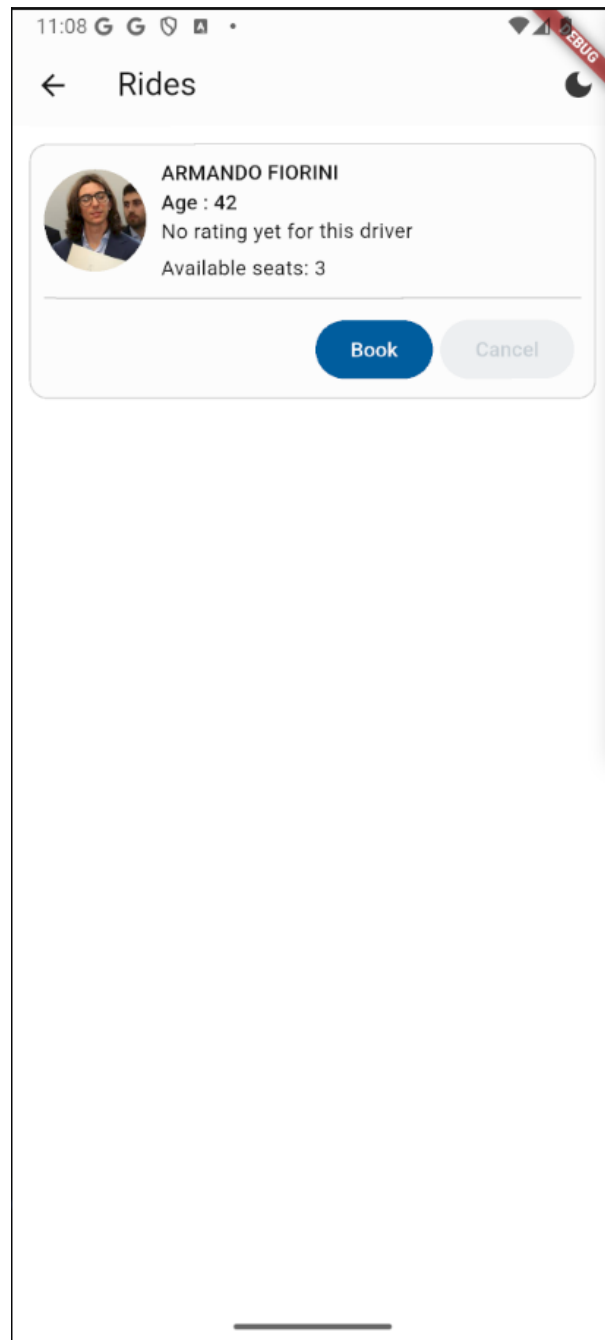 11:08 G G A
DEBUG
Rides
ARMANDO FIORINI
Age : 42
No rating yet for this driver
Available seats: 3
Book
Cancel